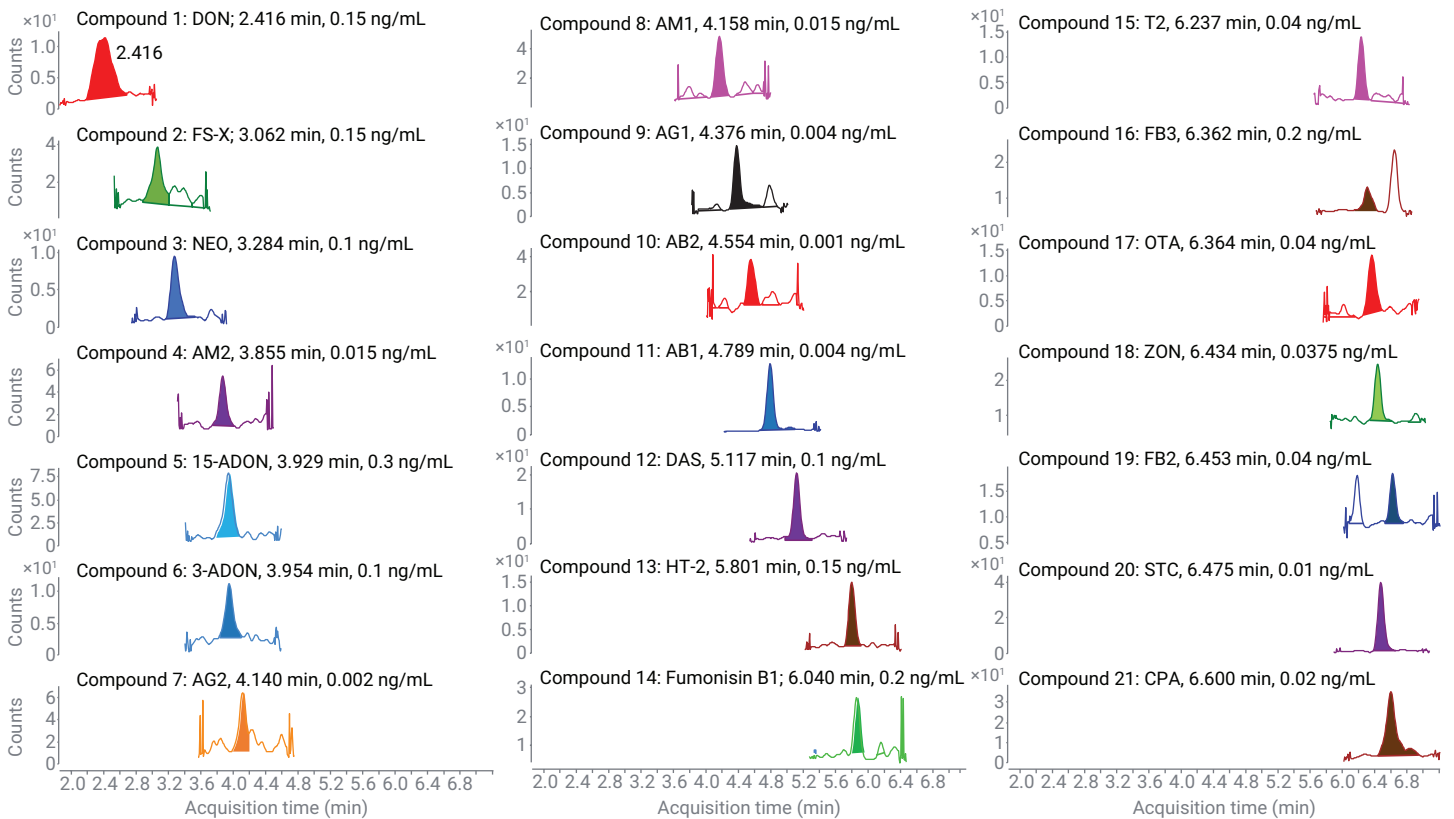 Compound 1: DON; 2.416 min, 0.15 ng/mL
×10¹
Counts
1.0
0.5
0
2.416
Compound 2: FS-X; 3.062 min, 0.15 ng/mL
Counts
4
2
Compound 3: NEO, 3.284 min, 0.1 ng/mL
×10¹
Counts
1.0
0.5
0
Compound 4: AM2, 3.855 min, 0.015 ng/mL
Counts
6
4
2
0
Compound 5: 15-ADON, 3.929 min, 0.3 ng/mL
Counts
7.5
5.0
2.5
0
Compound 6: 3-ADON, 3.954 min, 0.1 ng/mL
×10¹
Counts
1.0
0.5
0
Compound 7: AG2, 4.140 min, 0.002 ng/mL
Counts
6
4
2
0
2.0 2.4 2.8 3.2 3.6 4.0 4.4 4.8 5.2 5.6 6.0 6.4 6.8
Acquisition time (min)
Compound 8: AM1, 4.158 min, 0.015 ng/mL
4
2
Compound 9: AG1, 4.376 min, 0.004 ng/mL
×10¹
1.5
1.0
0.5
0
Compound 10: AB2, 4.554 min, 0.001 ng/mL
4
2
Compound 11: AB1, 4.789 min, 0.004 ng/mL
×10¹
1.0
0.5
0
Compound 12: DAS, 5.117 min, 0.1 ng/mL
×10¹
2
1
0
Compound 13: HT-2, 5.801 min, 0.15 ng/mL
×10¹
1.5
1.0
0.5
0
Compound 14: Fumonisin B1; 6.040 min, 0.2 ng/mL
3
2
1
2.0 2.4 2.8 3.2 3.6 4.0 4.4 4.8 5.2 5.6 6.0 6.4 6.8
Acquisition time (min)
Compound 15: T2, 6.237 min, 0.04 ng/mL
×10¹
1.5
1.0
0.5
0
Compound 16: FB3, 6.362 min, 0.2 ng/mL
2
1
Compound 17: OTA, 6.364 min, 0.04 ng/mL
×10¹
1.5
1.0
0.5
0
Compound 18: ZON, 6.434 min, 0.0375 ng/mL
2
1
Compound 19: FB2, 6.453 min, 0.04 ng/mL
1.5
1.0
0.5
Compound 20: STC, 6.475 min, 0.01 ng/mL
×10¹
4
2
0
Compound 21: CPA, 6.600 min, 0.02 ng/mL
×10¹
3
2
1
0
2.0 2.4 2.8 3.2 3.6 4.0 4.4 4.8 5.2 5.6 6.0 6.4 6.8
Acquisition time (min)